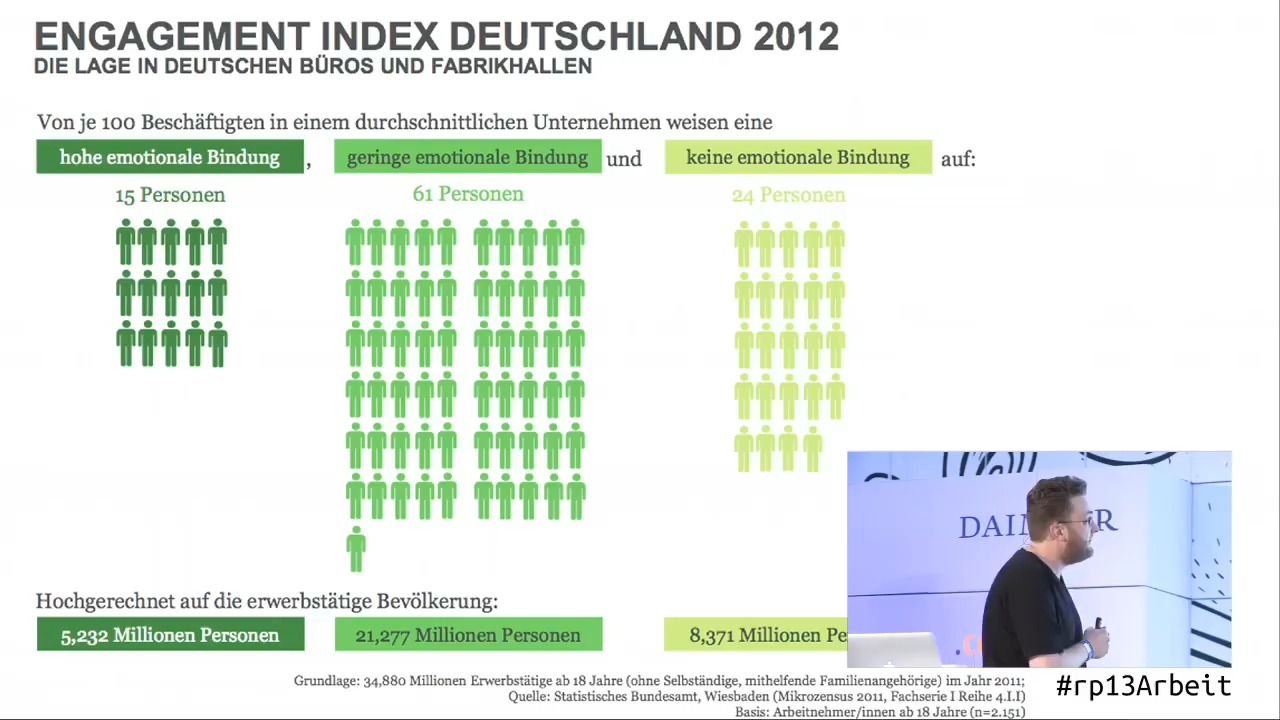 ENGAGEMENT INDEX DEUTSCHLAND 2012
DIE LAGE IN DEUTSCHEN BÜROS UND FABRIKHALLEN
Von je 100 Beschäftigten in einem durchschnittlichen Unternehmen weisen eine
hohe emotionale Bindung , geringe emotionale Bindung und keine emotionale Bindung auf:
15 Personen 61 Personen 24 Personen
Hochgerechnet auf die erwerbstätige Bevölkerung:
5,232 Millionen Personen 21,277 Millionen Personen 8,371 Millionen Pe
Grundlage: 34,880 Millionen Erwerbstätige ab 18 Jahre (ohne Selbständige, mithelfende Familienangehörige) im Jahr 2011;
Quelle: Statistisches Bundesamt, Wiesbaden (Mikrozensus 2011, Fachserie I Reihe 4.I.I)
Basis: Arbeitnehmer/innen ab 18 Jahre (n=2.151)
#rp13Arbeit